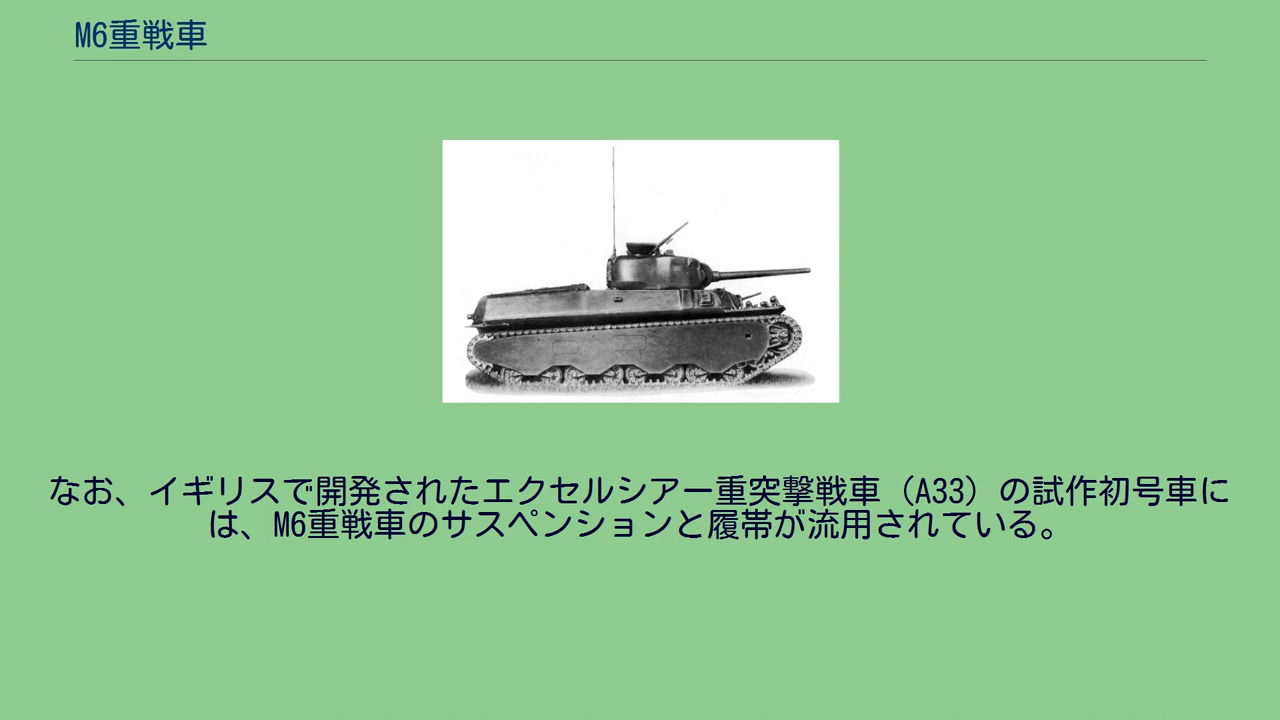 M6重戦車
なお、イギリスで開発されたエクセルシアー重突撃戦車（A33）の試作初号車に
は、M6重戦車のサスペンションと履帯が流用されている。